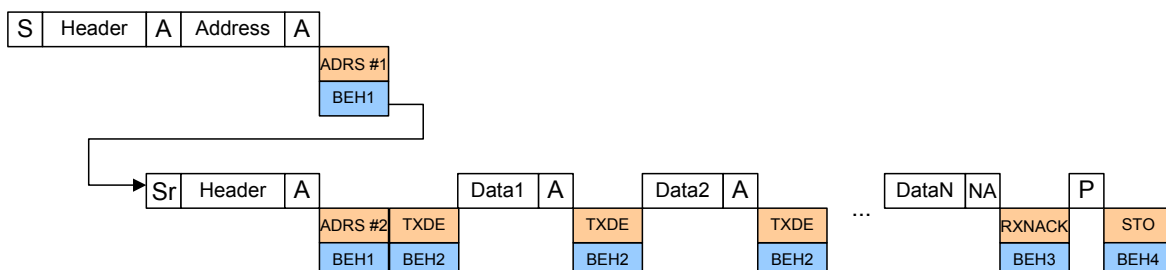 S Header A Address A
ADRS #1
BEH1
Sr Header A Data1 A Data2 A DataN NA P
ADRS #2 TXDE TXDE TXDE ... RXNACK STO
BEH1 BEH2 BEH2 BEH2 BEH3 BEH4